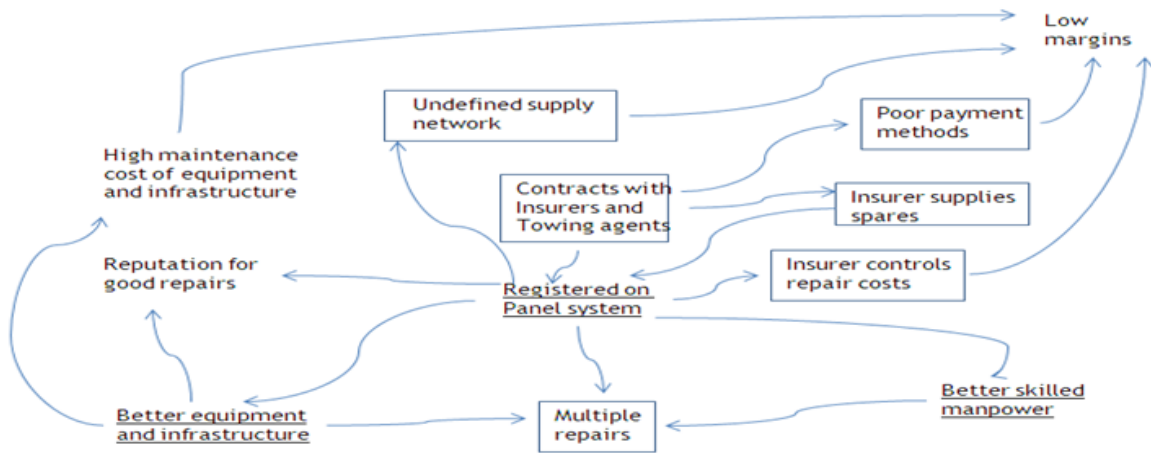 Low
margins
Undefined supply
network
Poor payment
methods
High maintenance
cost of equipment
and infrastructure
Contracts with
Insurers and
Towing agents
Insurer supplies
spares
Reputation for
good repairs
Insurer controls
repair costs
Registered on
Panel system
Better equipment
and infrastructure
Multiple
repairs
Better skilled
manpower